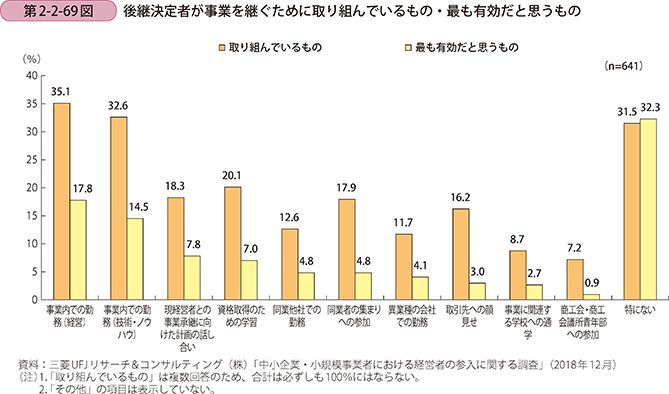 第2-2-69図 後継決定者が事業を継ぐために取り組んでいるもの・最も有効だと思うもの
取り組んでいるもの 最も有効だと思うもの
(%)
(n=641)
40
35
30
25
20
15
10
5
0
35.1
17.8
32.6
14.5
18.3
7.8
20.1
7.0
12.6
4.8
17.9
4.8
11.7
4.1
16.2
3.0
8.7
2.7
7.2
0.9
31.5
32.3
事業内での勤
務（経営）
事業内での勤
務（技術・ノウ
ハウ）
現経営者との
事業承継に向
けた計画の話し
合い
資格取得のた
めの学習
同業他社での
勤務
同業者の集まり
への参加
異業種の会社
での勤務
取引先への顔
見せ
事業に関連す
る学校への通
学
商工会・商工
会議所青年部
への参加
特にない
資料：三菱UFJリサーチ＆コンサルティング（株）「中小企業・小規模事業者における経営者の参入に関する調査」（2018年12月）
（注）1.「取り組んでいるもの」は複数回答のため、合計は必ずしも100％にはならない。
2.「その他」の項目は表示していない。